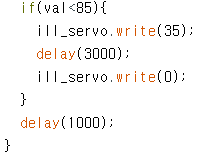 if(val<85){
ill_servo.write(35);
delay(3000);
ill_servo.write(0);
}
delay(1000);
}